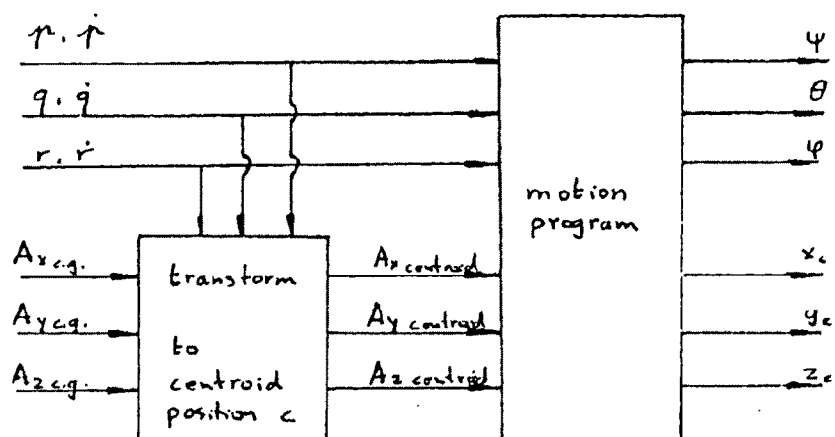 p. ṗ
q. q̇
r. ṙ
A x c.g.
A y c.g.
A z c.g.
transform
to
centroid
position c
A x centroid
A y centroid
A z centroid
motion
program
ψ
θ
φ
x c
y c
z c